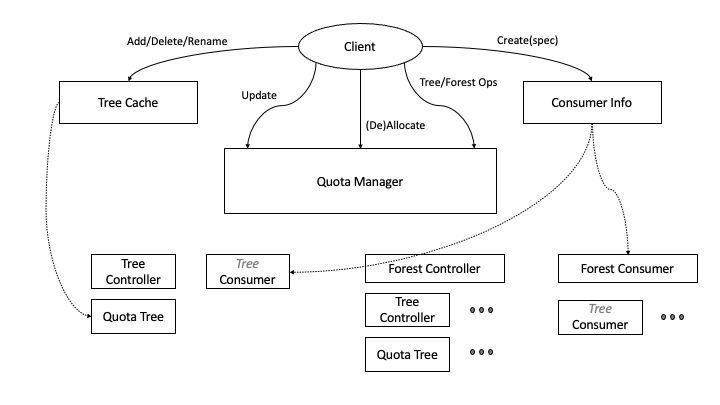 Client
Add/Delete/Rename
Create(spec)
Update
Tree/Forest Ops
(De)Allocate
Tree Cache
Consumer Info
Quota Manager
Tree
Controller
Tree
Consumer
Forest Controller
Forest Consumer
Quota Tree
Tree
Controller
Tree
Consumer
Quota Tree